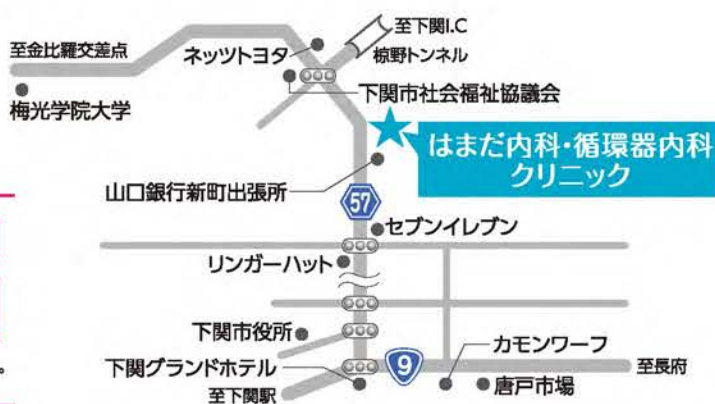 至下関I.C
椋野トンネル
ネッツトヨタ
至金比羅交差点
梅光学院大学
下関市社会福祉協議会
はまだ内科・循環器内科
クリニック
山口銀行新町出張所
57
セブンイレブン
リンガーハット
下関市役所
カモンワーフ
下関グランドホテル
9
至長府
至下関駅
唐戸市場
。